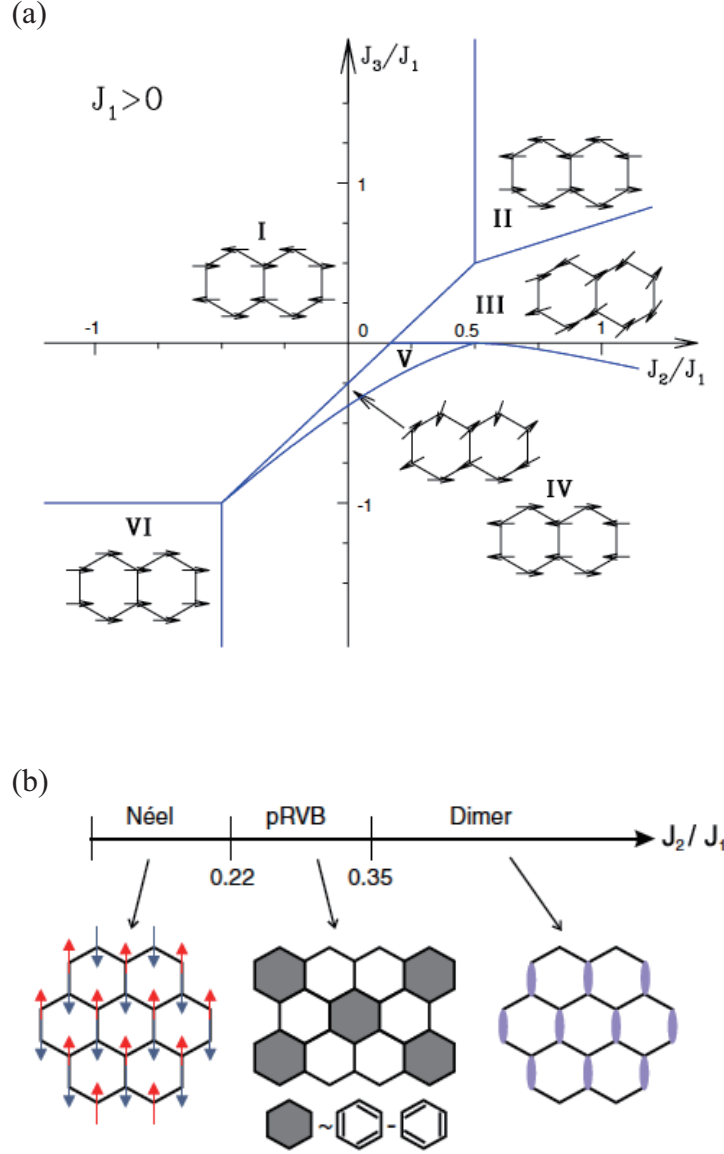 (a)
J3/J1
J1>0
1
II
I
III
-1
0
0.5
1
V
J2/J1
IV
-1
VI
(b)
Néel
pRVB
Dimer
J2/ J1
0.22
0.35
~
-